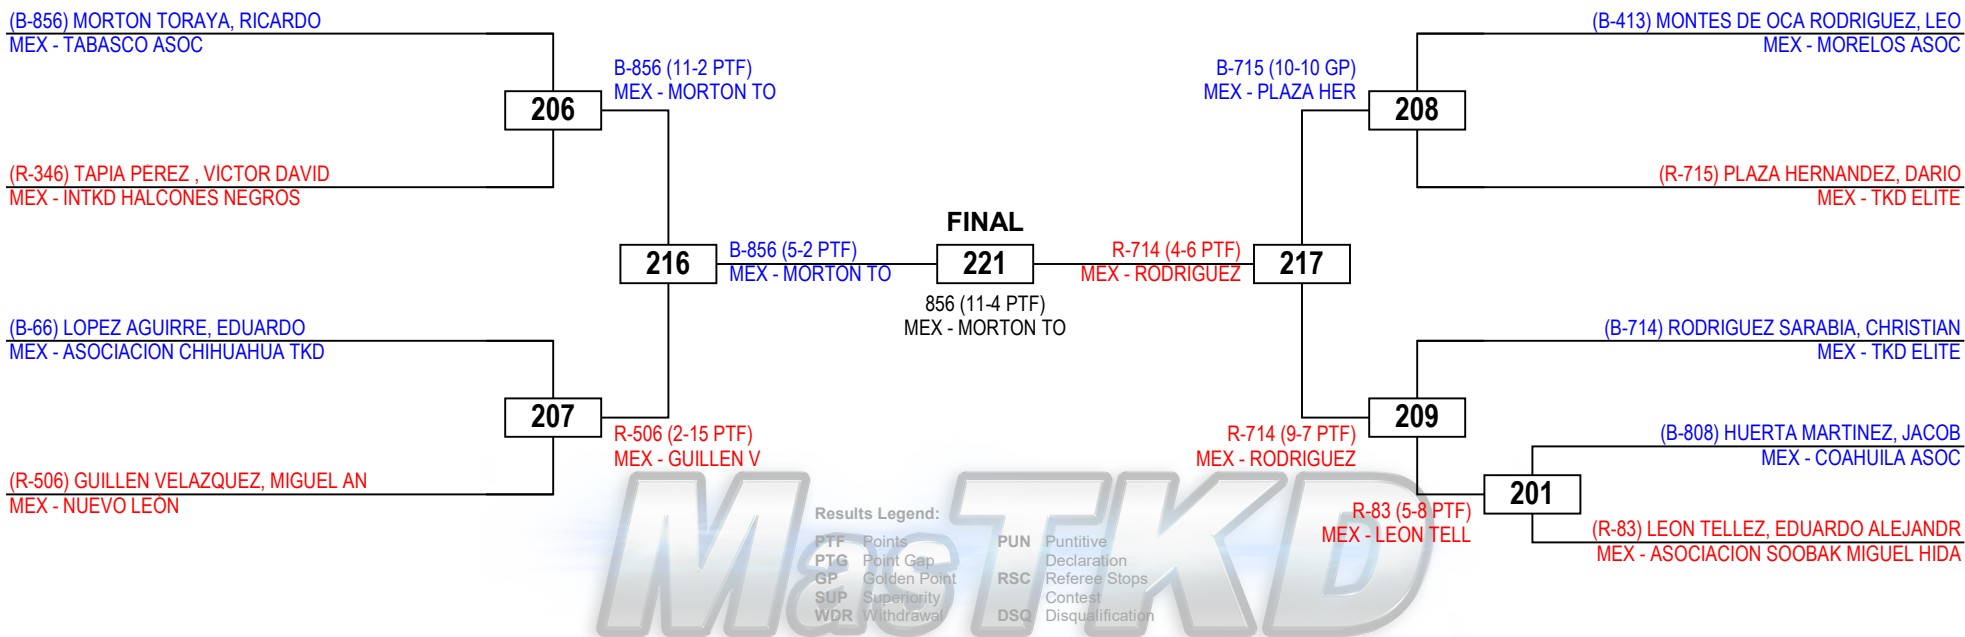 (B-856) MORTON TORAYA, RICARDO
MEX - TABASCO ASOC
(R-346) TAPIA PÉREZ , VÍCTOR DAVID
MEX - INTKD HALCONES NEGROS
(B-66) LOPEZ AGUIRRE, EDUARDO
MEX - ASOCIACION CHIHUAHUA TKD
(R-506) GUILLEN VELAZQUEZ, MIGUEL AN
MEX - NUEVO LEÓN
206
B-856 (11-2 PTF)
MEX - MORTON TO
207
R-506 (2-15 PTF)
MEX - GUILLEN V
216
B-856 (5-2 PTF)
MEX - MORTON TO
FINAL
221
856 (11-4 PTF)
MEX - MORTON TO
R-714 (4-6 PTF)
MEX - RODRIGUEZ
217
B-715 (10-10 GP)
MEX - PLAZA HER
208
R-714 (9-7 PTF)
MEX - RODRIGUEZ
209
(B-413) MONTES DE OCA RODRIGUEZ, LEO
MEX - MORELOS ASOC
(R-715) PLAZA HERNANDEZ, DARIO
MEX - TKD ELITE
(B-714) RODRIGUEZ SARABIA, CHRISTIAN
MEX - TKD ELITE
(B-808) HUERTA MARTINEZ, JACOB
MEX - COAHUILA ASOC
201
R-83 (5-8 PTF)
MEX - LEON TELL
(R-83) LEON TELLEZ, EDUARDO ALEJANDR
MEX - ASOCIACION SOOBAK MIGUEL HIDA
MasTKD
Results Legend:
PTF Points
PTG Point Gap
GP Golden Point
SUP Superiority
WDR Withdrawal
PUN Puntitive
Declaration
RSC Referee Stops
Contest
DSQ Disqualification